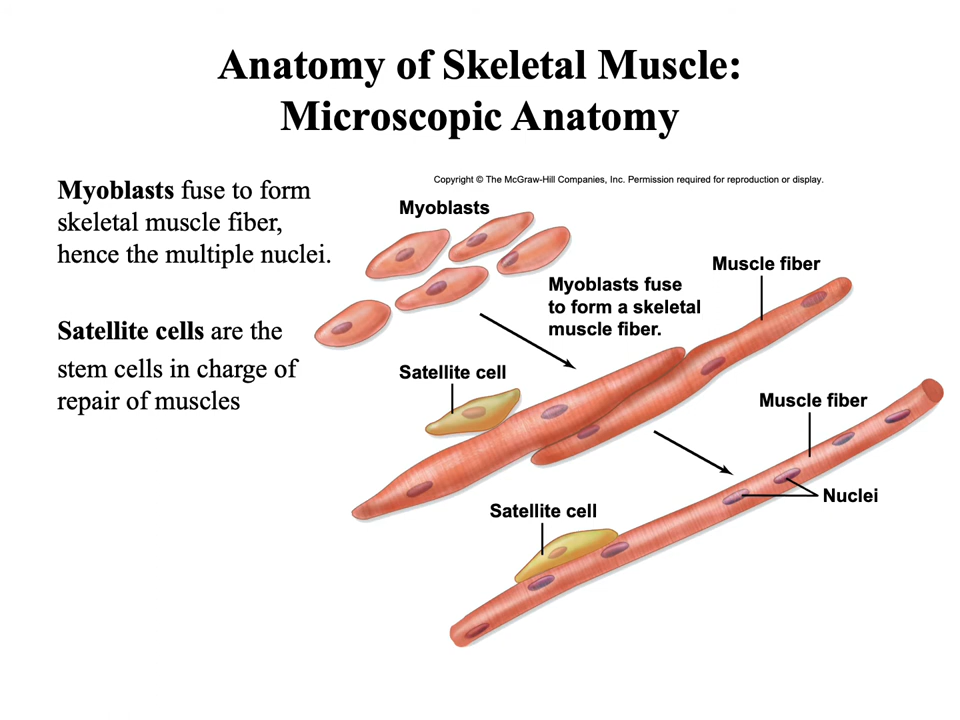 Anatomy of Skeletal Muscle:
Microscopic Anatomy
Myoblasts fuse to form
skeletal muscle fiber,
hence the multiple nuclei.
Satellite cells are the
stem cells in charge of
repair of muscles
Copyright © The McGraw-Hill Companies, Inc. Permission required for reproduction or display.
Myoblasts
Muscle fiber
Myoblasts fuse
to form a skeletal
muscle fiber.
Satellite cell
Muscle fiber
Nuclei
Satellite cell